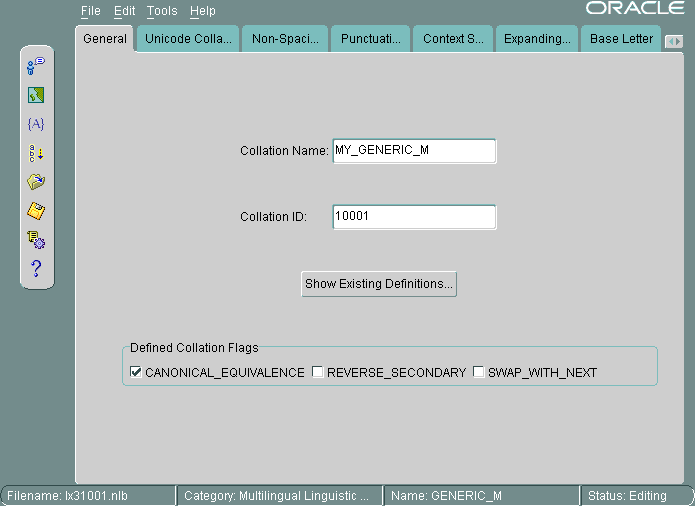 File Edit Tools Help
ORACLE
General Unicode Colla... Non-Spaci... Punctuati... Context S... Expanding... Base Letter
{A}
a
b
c
Collation Name: MY_GENERIC_M
Collation ID: 10001
?
Show Existing Definitions...
Defined Collation Flags
CANONICAL_EQUIVALENCE REVERSE_SECONDARY SWAP_WITH_NEXT
Filename: lx31001.nlb Category: Multilingual Linguistic ... Name: GENERIC_M Status: Editing